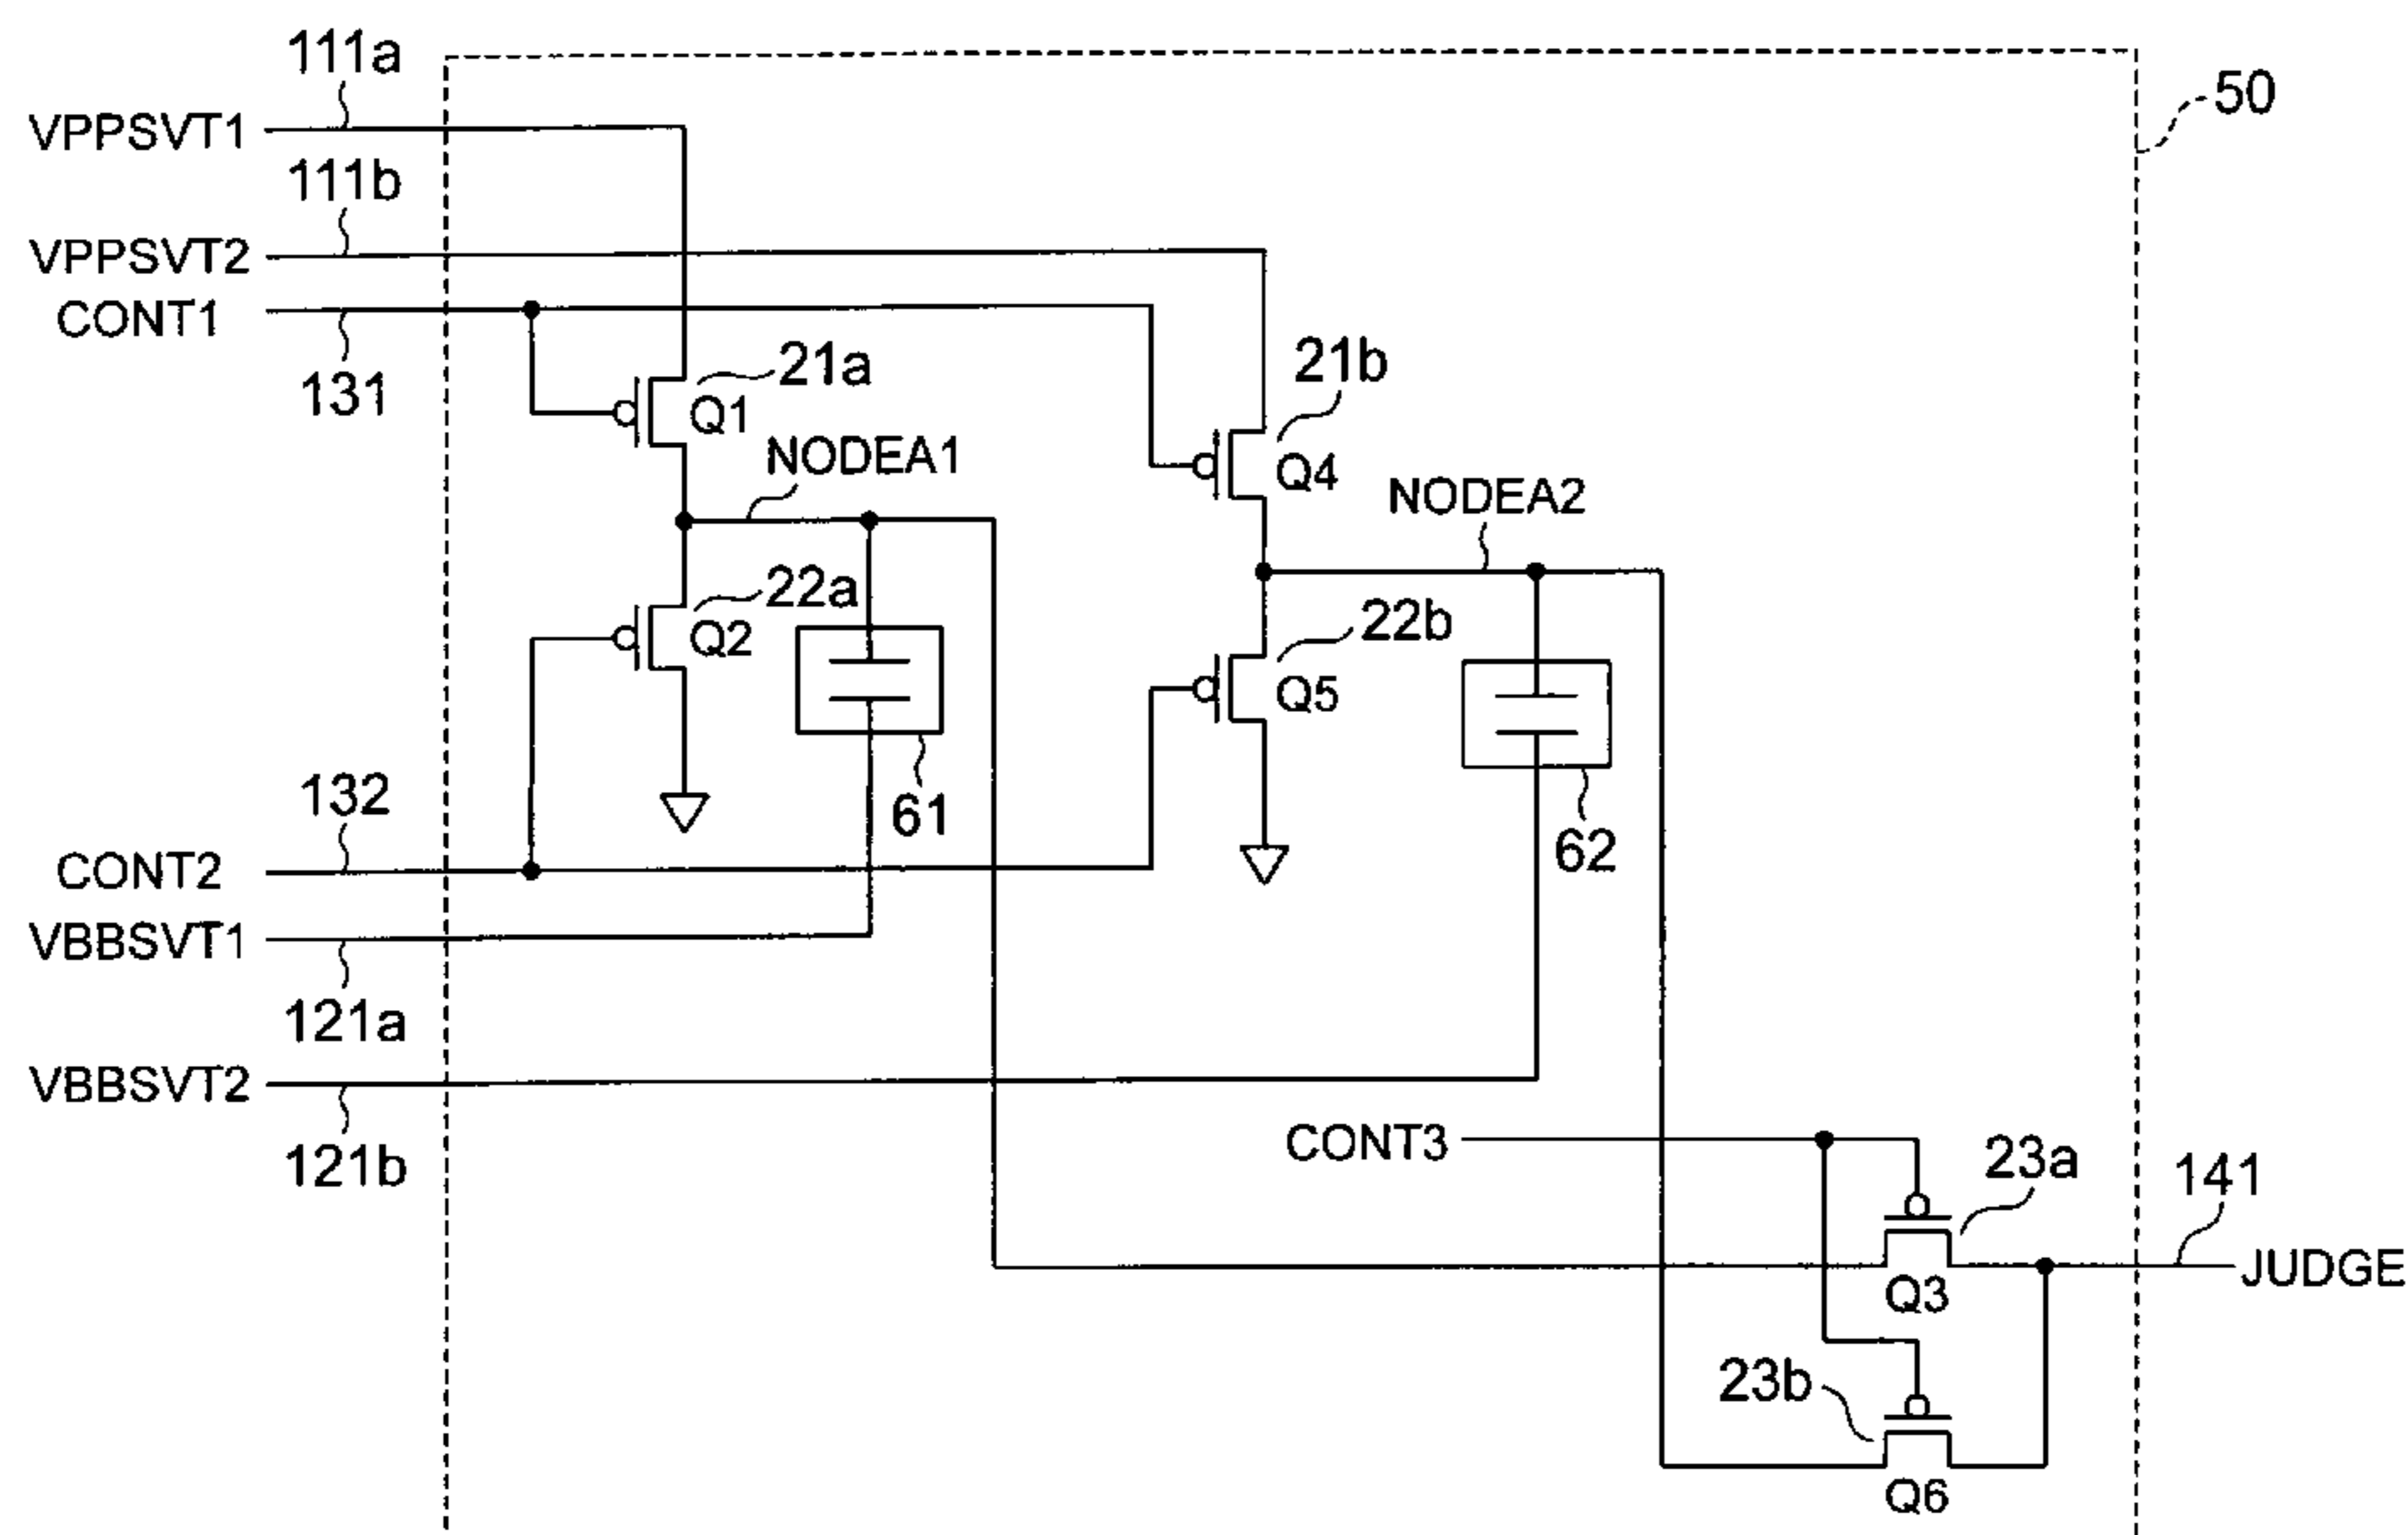 111a
VPPSVT1
50
111b
VPPSVT2
CONT1
131
21a
Q1
21b
Q4
NODEA1
NODEA2
22a
Q2
22b
Q5
61
62
132
CONT2
VBBSVT1
121a
VBBSVT2
121b
CONT3
23a
141
JUDGE
Q3
23b
Q6